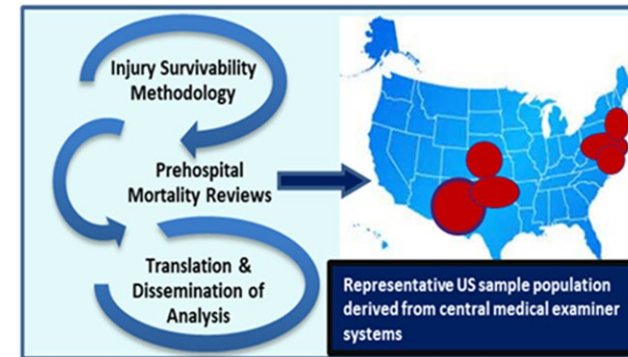 Injury Survivability
Methodology
Prehospital
Mortality Reviews
Translation &
Dissemination of
Analysis
Representative US sample population
derived from central medical examiner
systems